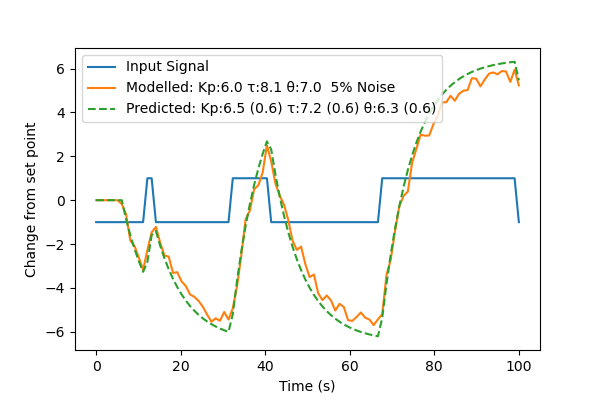 Input Signal
Modelled: Kp:6.0 τ:8.1 θ:7.0  5% Noise
Predicted: Kp:6.5 (0.6) τ:7.2 (0.6) θ:6.3 (0.6)
6
4
2
0
−2
−4
−6
Change from set point
0 20 40 60 80 100
Time (s)